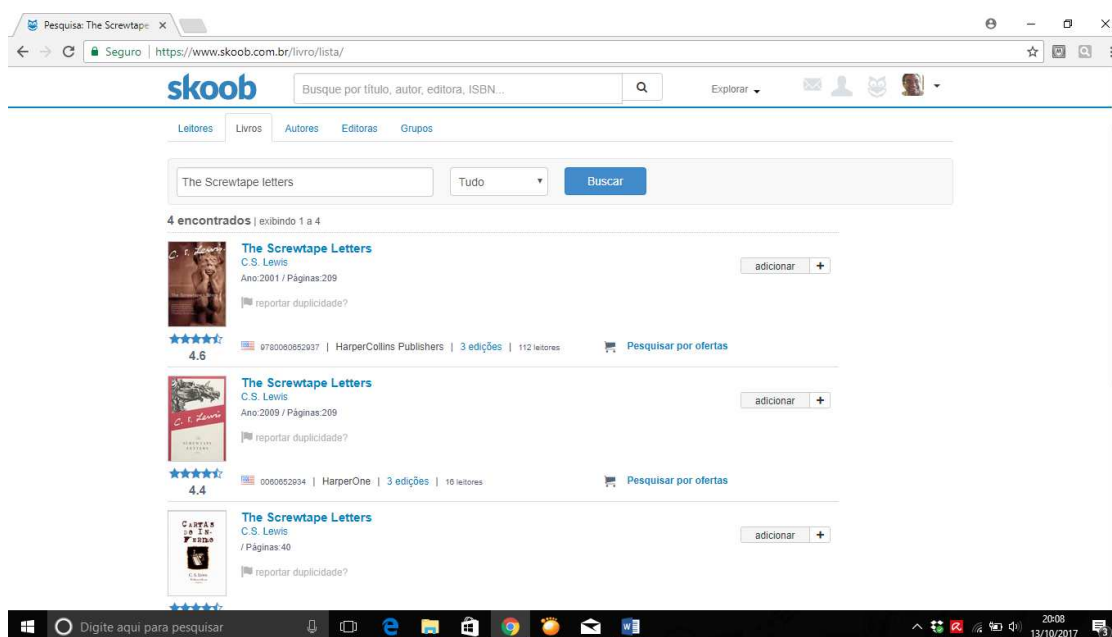 Pesquisa: The Screwtape
Seguro | https://www.skoob.com.br/livro/lista/
skoob
Busque por título, autor, editora, ISBN...
Explorar
Leitores Livros Autores Editoras Grupos
The Screwtape letters Tudo Buscar
4 encontrados | exibindo 1 a 4
C. S. Lewis
The Screwtape Letters
C.S. Lewis
Ano:2001 / Páginas:209
adicionar +
reportar duplicidade?
4.6
9780060652937 | HarperCollins Publishers | 3 edições | 112 leitores Pesquisar por ofertas
C. S. Lewis
The Screwtape Letters
C.S. Lewis
Ano:2009 / Páginas:209
adicionar +
reportar duplicidade?
4.4
0060652934 | HarperOne | 3 edições | 16 leitores Pesquisar por ofertas
CARTAS
DO IN-
FERNO
The Screwtape Letters
C.S. Lewis
/ Páginas:40
adicionar +
reportar duplicidade?
Digite aqui para pesquisar
20:08
13/10/2017